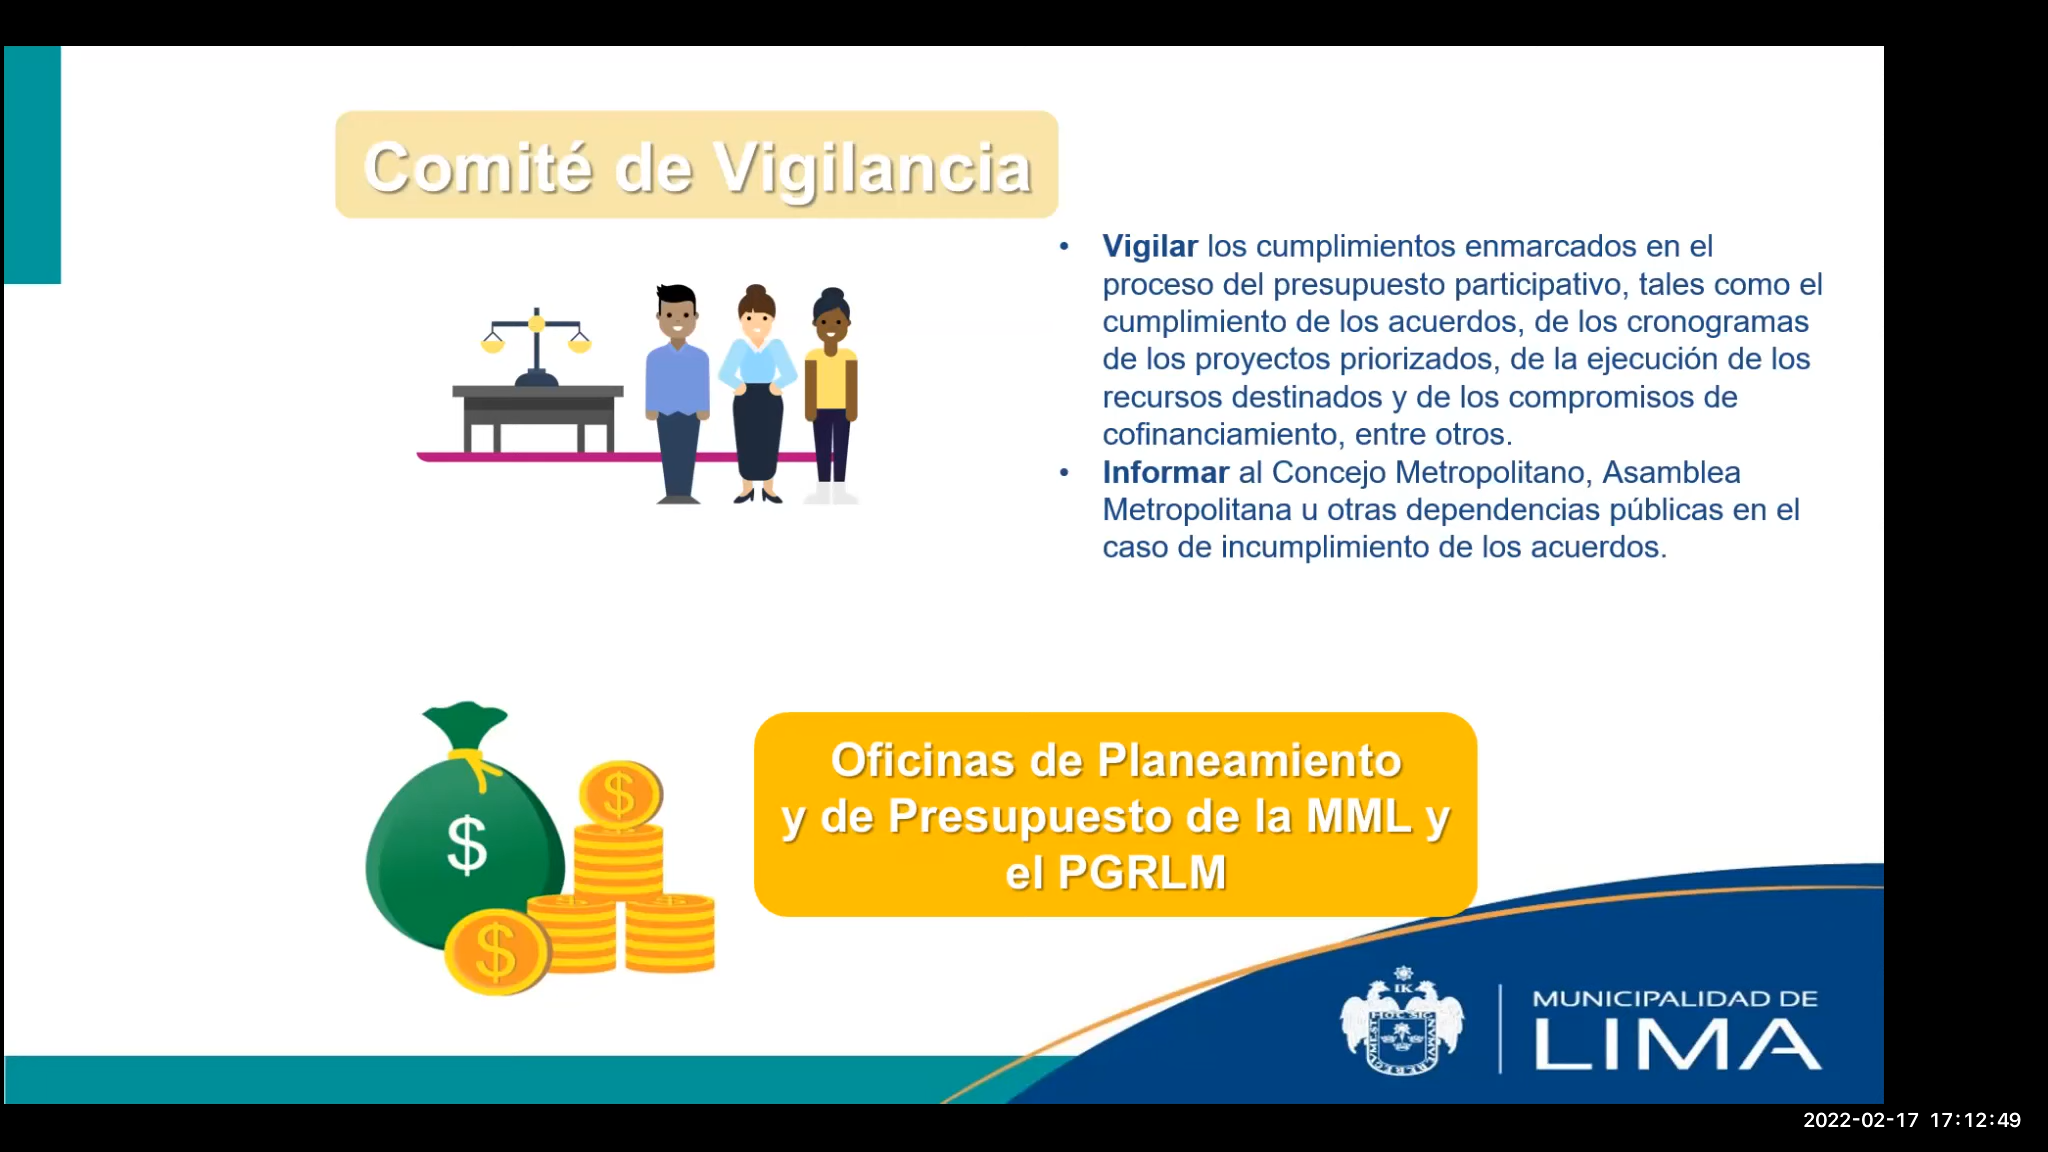 Comité de Vigilancia
• Vigilar los cumplimientos enmarcados en el
proceso del presupuesto participativo, tales como el
cumplimiento de los acuerdos, de los cronogramas
de los proyectos priorizados, de la ejecución de los
recursos destinados y de los compromisos de
cofinanciamiento, entre otros.
• Informar al Concejo Metropolitano, Asamblea
Metropolitana u otras dependencias públicas en el
caso de incumplimiento de los acuerdos.
$
$
$
Oficinas de Planeamiento
y de Presupuesto de la MML y
el PGRLM
IK
MUNICIPALIDAD DE
LIMA
2022-02-17 17:12:49